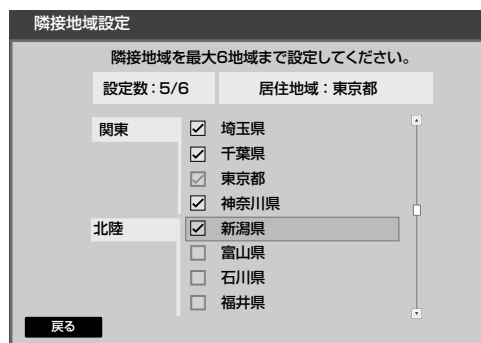 隣接地域設定
隣接地域を最大6地域まで設定してください。
設定数：5/6 居住地域：東京都
関東 埼玉県
千葉県
東京都
神奈川県
北陸 新潟県
富山県
石川県
福井県
戻る